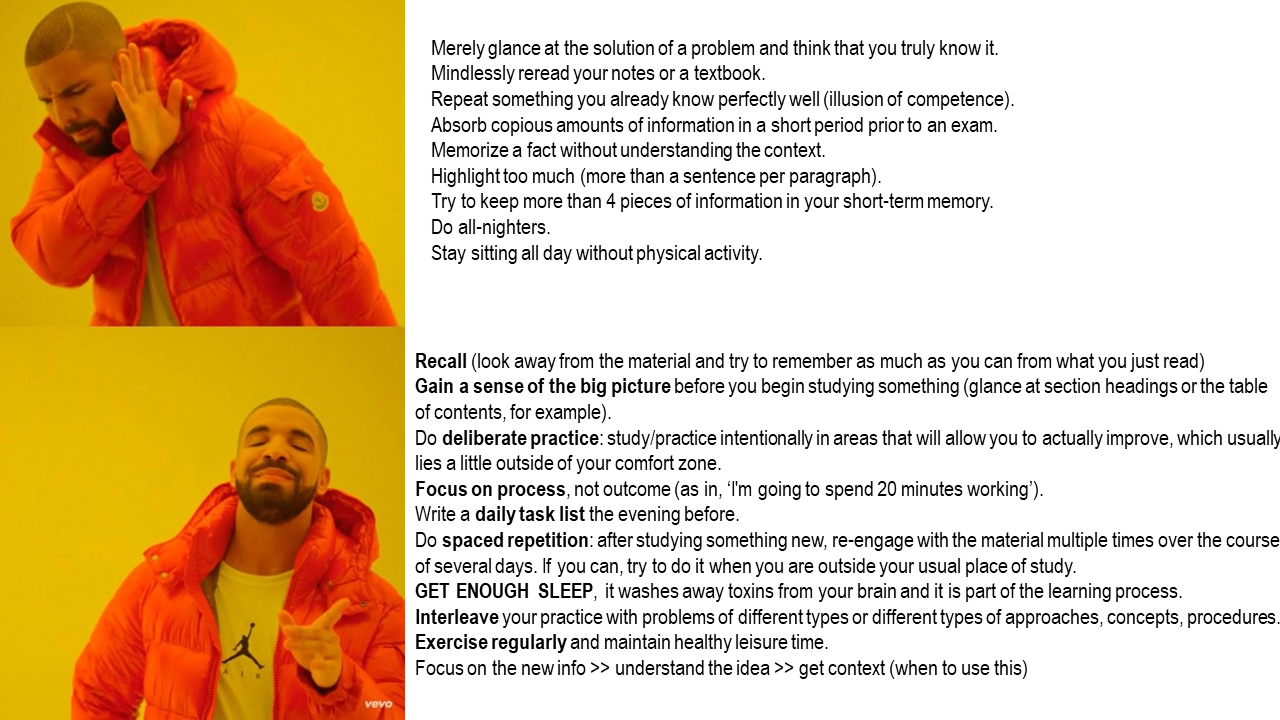 Merely glance at the solution of a problem and think that you truly know it.
Mindlessly reread your notes or a textbook.
Repeat something you already know perfectly well (illusion of competence).
Absorb copious amounts of information in a short period prior to an exam.
Memorize a fact without understanding the context.
Highlight too much (more than a sentence per paragraph).
Try to keep more than 4 pieces of information in your short-term memory.
Do all-nighters.
Stay sitting all day without physical activity.
Recall (look away from the material and try to remember as much as you can from what you just read)
Gain a sense of the big picture before you begin studying something (glance at section headings or the table
of contents, for example).
Do deliberate practice: study/practice intentionally in areas that will allow you to actually improve, which usually
lies a little outside of your comfort zone.
Focus on process, not outcome (as in, ‘I'm going to spend 20 minutes working’).
Write a daily task list the evening before.
Do spaced repetition: after studying something new, re-engage with the material multiple times over the course
of several days. If you can, try to do it when you are outside your usual place of study.
GET ENOUGH SLEEP, it washes away toxins from your brain and it is part of the learning process.
Interleave your practice with problems of different types or different types of approaches, concepts, procedures.
Exercise regularly and maintain healthy leisure time.
Focus on the new info >> understand the idea >> get context (when to use this)
AIR
vevo